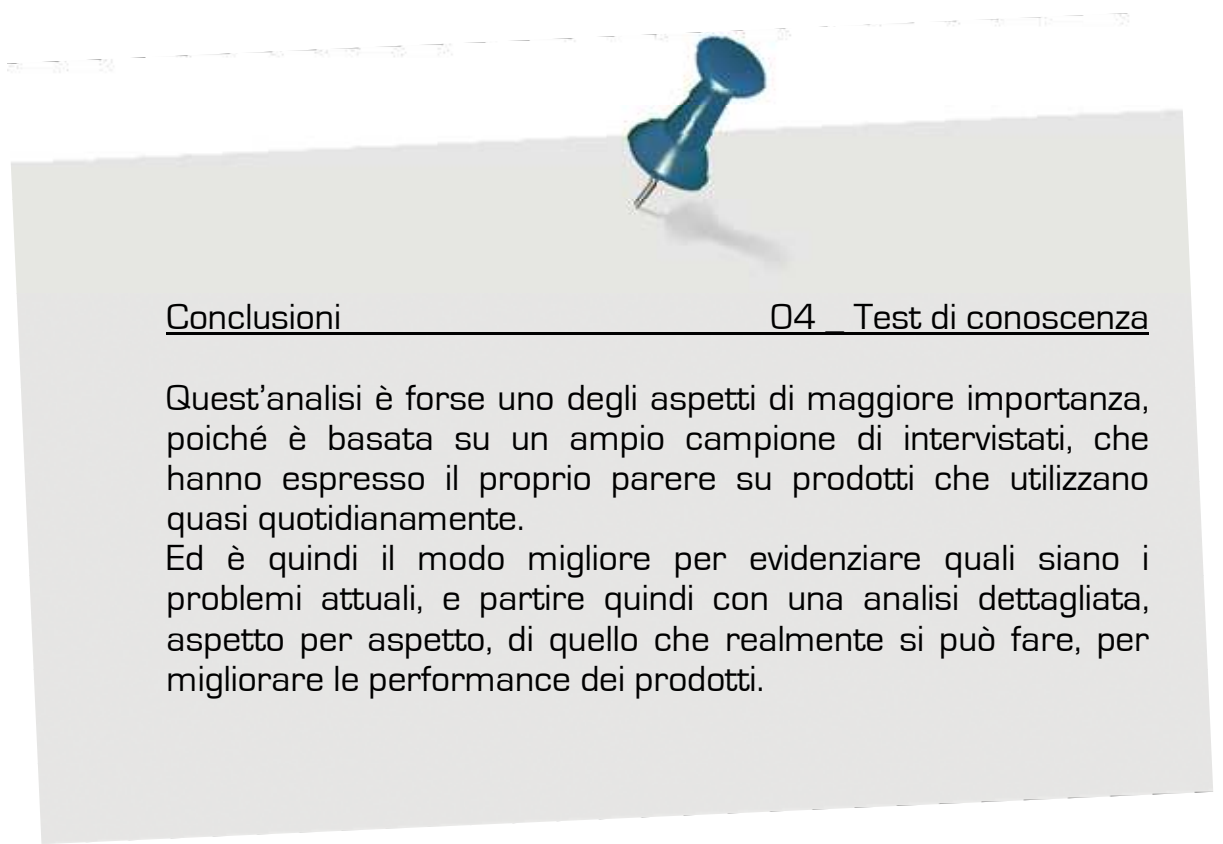 Conclusioni 04 _ Test di conoscenza
Quest'analisi è forse uno degli aspetti di maggiore importanza,
poiché è basata su un ampio campione di intervistati, che
hanno espresso il proprio parere su prodotti che utilizzano
quasi quotidianamente.
Ed è quindi il modo migliore per evidenziare quali siano i
problemi attuali, e partire quindi con una analisi dettagliata,
aspetto per aspetto, di quello che realmente si può fare, per
migliorare le performance dei prodotti.